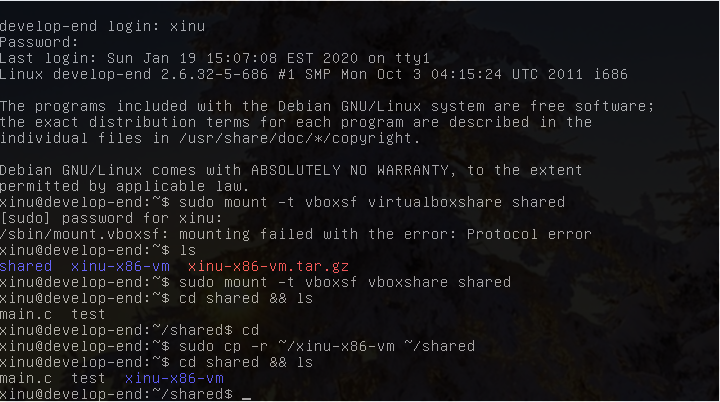 develop-end login: xinu
Password:
Last login: Sun Jan 19 15:07:08 EST 2020 on tty1
Linux develop-end 2.6.32-5-686 #1 SMP Mon Oct 3 04:15:24 UTC 2011 i686

The programs included with the Debian GNU/Linux system are free software;
the exact distribution terms for each program are described in the
individual files in /usr/share/doc/*/copyright.

Debian GNU/Linux comes with ABSOLUTELY NO WARRANTY, to the extent
permitted by applicable law.
xinu@develop-end:~$ sudo mount -t vboxsf virtualboxshare shared
[sudo] password for xinu:
/sbin/mount.vboxsf: mounting failed with the error: Protocol error
xinu@develop-end:~$ ls
shared  xinu-x86-vm  xinu-x86-vm.tar.gz
xinu@develop-end:~$ sudo mount -t vboxsf vboxshare shared
xinu@develop-end:~$ cd shared && ls
main.c  test
xinu@develop-end:~/shared$ cd
xinu@develop-end:~$ sudo cp -r ~/xinu-x86-vm ~/shared
xinu@develop-end:~$ cd shared && ls
main.c  test  xinu-x86-vm
xinu@develop-end:~/shared$ _